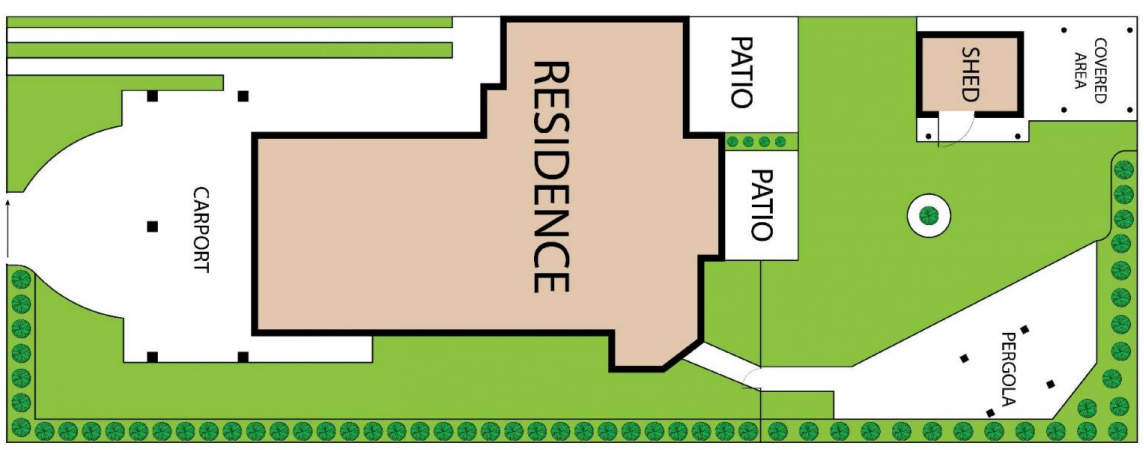 RESIDENCE
PATIO
SHED
COVERED
AREA
PATIO
CARPORT
PERGOLA